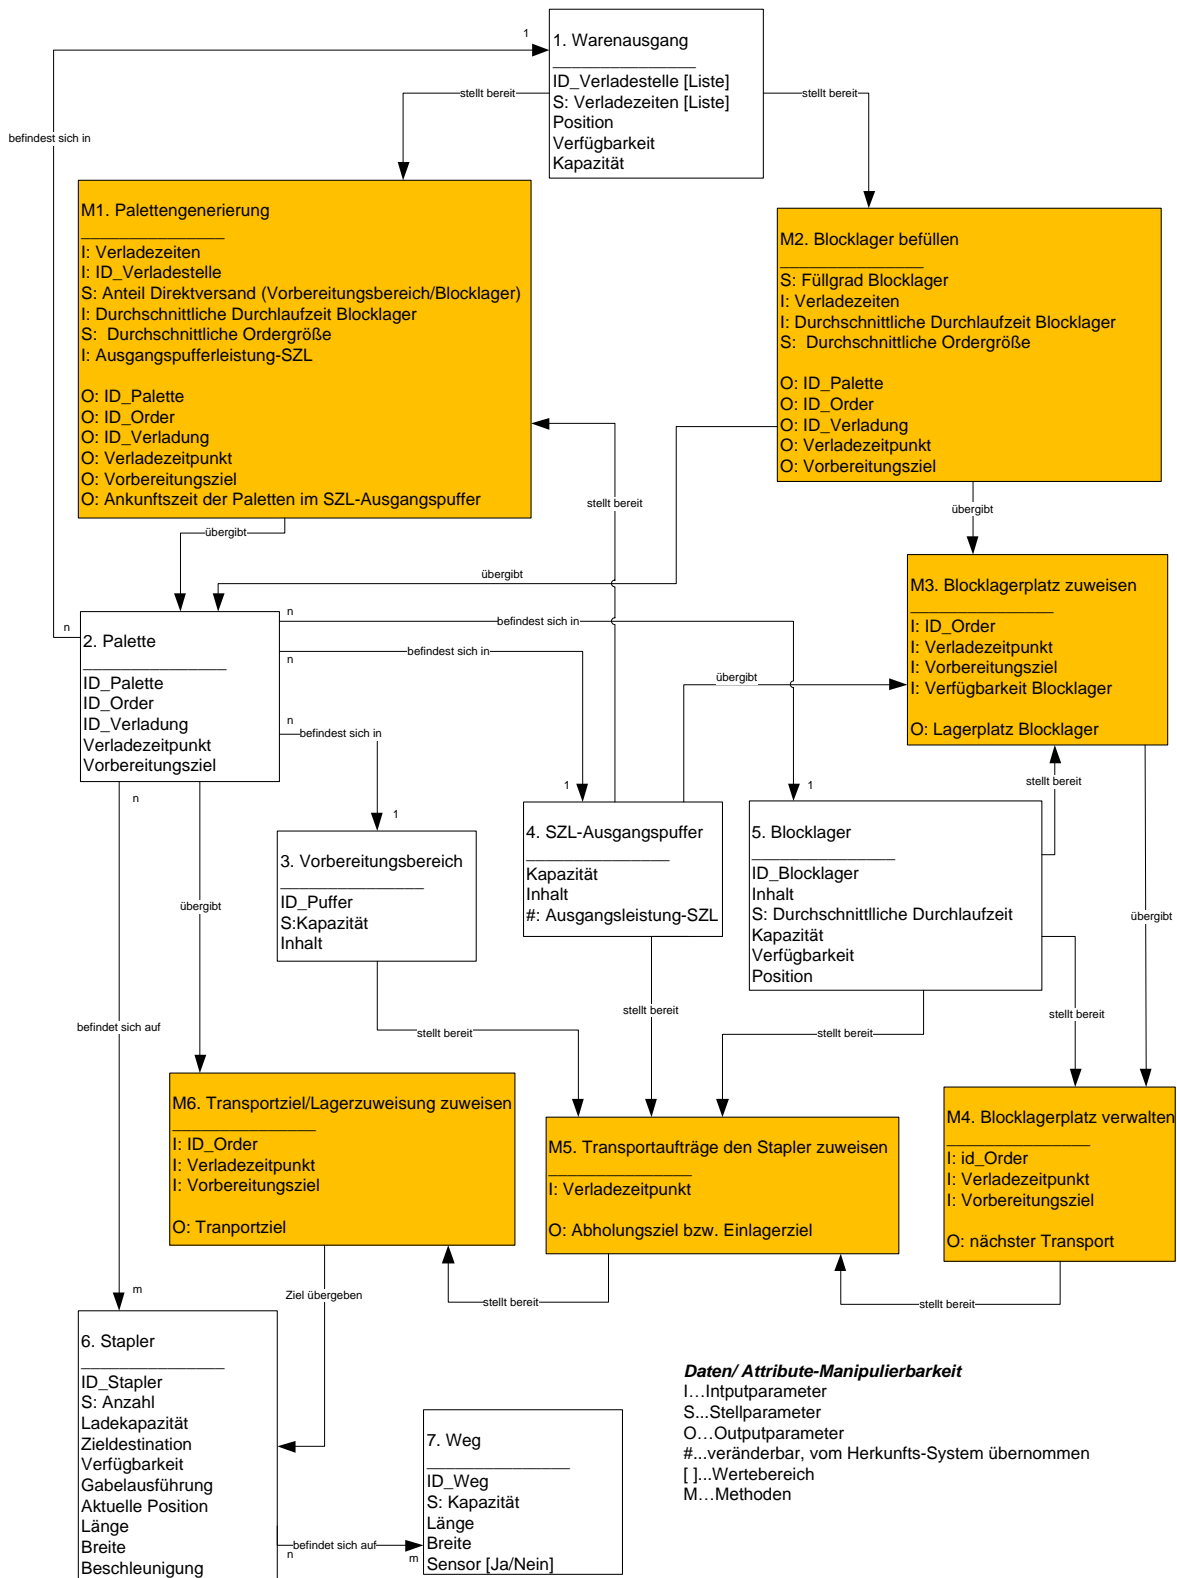 1
1. Warenausgang
ID_Verladestelle [Liste]
S: Verladezeiten [Liste]
Position
Verfügbarkeit
Kapazität
stellt bereit
stellt bereit
befindest sich in
M1. Palettengenerierung
I: Verladezeiten
I: ID_Verladestelle
S: Anteil Direktversand (Vorbereitungsbereich/Blocklager)
I: Durchschnittliche Durchlaufzeit Blocklager
S:  Durchschnittliche Ordergröße
I: Ausgangspufferleistung-SZL
O: ID_Palette
O: ID_Order
O: ID_Verladung
O: Verladezeitpunkt
O: Vorbereitungsziel
O: Ankunftszeit der Paletten im SZL-Ausgangspuffer
M2. Blocklager befüllen
S: Füllgrad Blocklager
I: Verladezeiten
I: Durchschnittliche Durchlaufzeit Blocklager
S:  Durchschnittliche Ordergröße
O: ID_Palette
O: ID_Order
O: ID_Verladung
O: Verladezeitpunkt
O: Vorbereitungsziel
stellt bereit
übergibt
übergibt
übergibt
M3. Blocklagerplatz zuweisen
I: ID_Order
I: Verladezeitpunkt
I: Vorbereitungsziel
I: Verfügbarkeit Blocklager
O: Lagerplatz Blocklager
n
2. Palette
ID_Palette
ID_Order
ID_Verladung
Verladezeitpunkt
Vorbereitungsziel
n
befindest sich in
n
befindest sich in
n
befindest sich in
übergibt
stellt bereit
n
1
1
1
3. Vorbereitungsbereich
ID_Puffer
S:Kapazität
Inhalt
4. SZL-Ausgangspuffer
Kapazität
Inhalt
#: Ausgangsleistung-SZL
5. Blocklager
ID_Blocklager
Inhalt
S: Durchschnittlliche Durchlaufzeit
Kapazität
Verfügbarkeit
Position
übergibt
übergibt
befindet sich auf
stellt bereit
stellt bereit
stellt bereit
stellt bereit
M6. Transportziel/Lagerzuweisung zuweisen
I: ID_Order
I: Verladezeitpunkt
I: Vorbereitungsziel
O: Tranportziel
M5. Transportaufträge den Stapler zuweisen
I: Verladezeitpunkt
O: Abholungsziel bzw. Einlagerziel
M4. Blocklagerplatz verwalten
I: id_Order
I: Verladezeitpunkt
I: Vorbereitungsziel
O: nächster Transport
m
Ziel übergeben
stellt bereit
stellt bereit
6. Stapler
ID_Stapler
S: Anzahl
Ladekapazität
Zieldestination
Verfügbarkeit
Gabelausführung
Aktuelle Position
Länge
Breite
Beschleunigung
befindet sich auf
n
m
7. Weg
ID_Weg
S: Kapazität
Länge
Breite
Sensor [Ja/Nein]
Daten/ Attribute-Manipulierbarkeit
I…Intputparameter
S...Stellparameter
O…Outputparameter
#...veränderbar, vom Herkunfts-System übernommen
[ ]...Wertebereich
M…Methoden